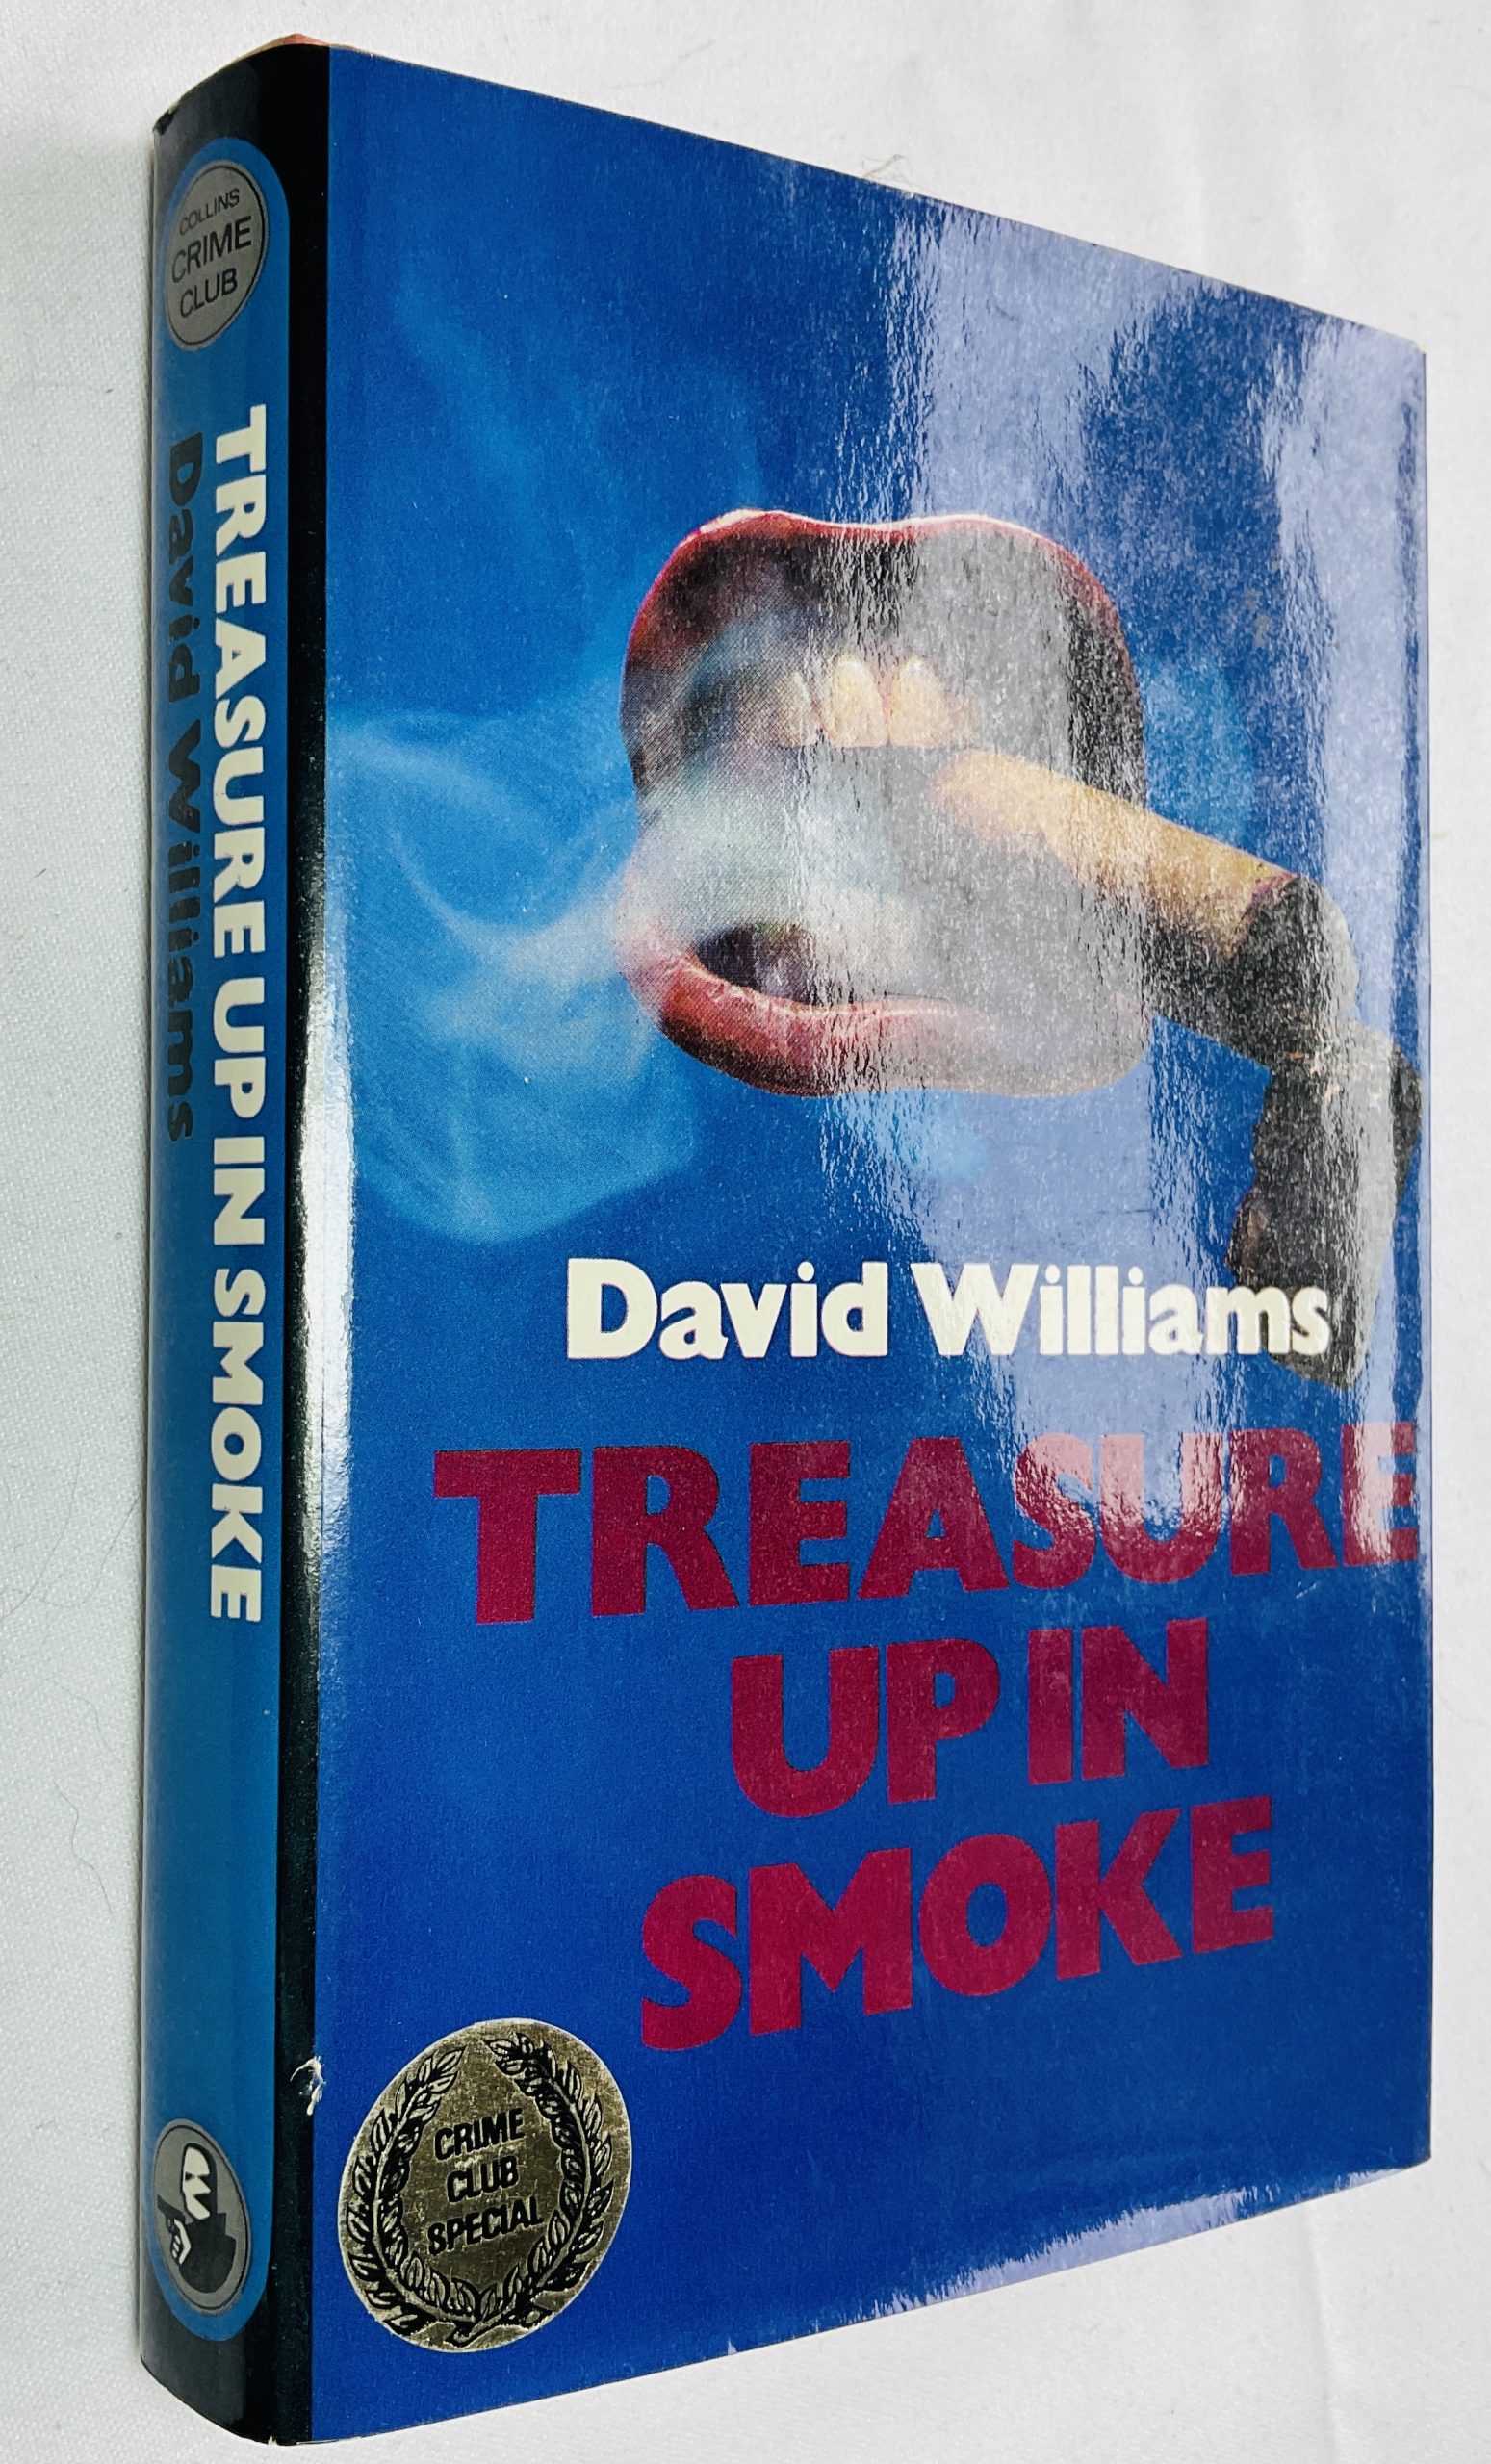 COLLINS
CRIME
CLUB
TREASURE UP IN SMOKE
David Williams
David Williams
TREASURE
UP IN
SMOKE
CRIME
CLUB
SPECIAL